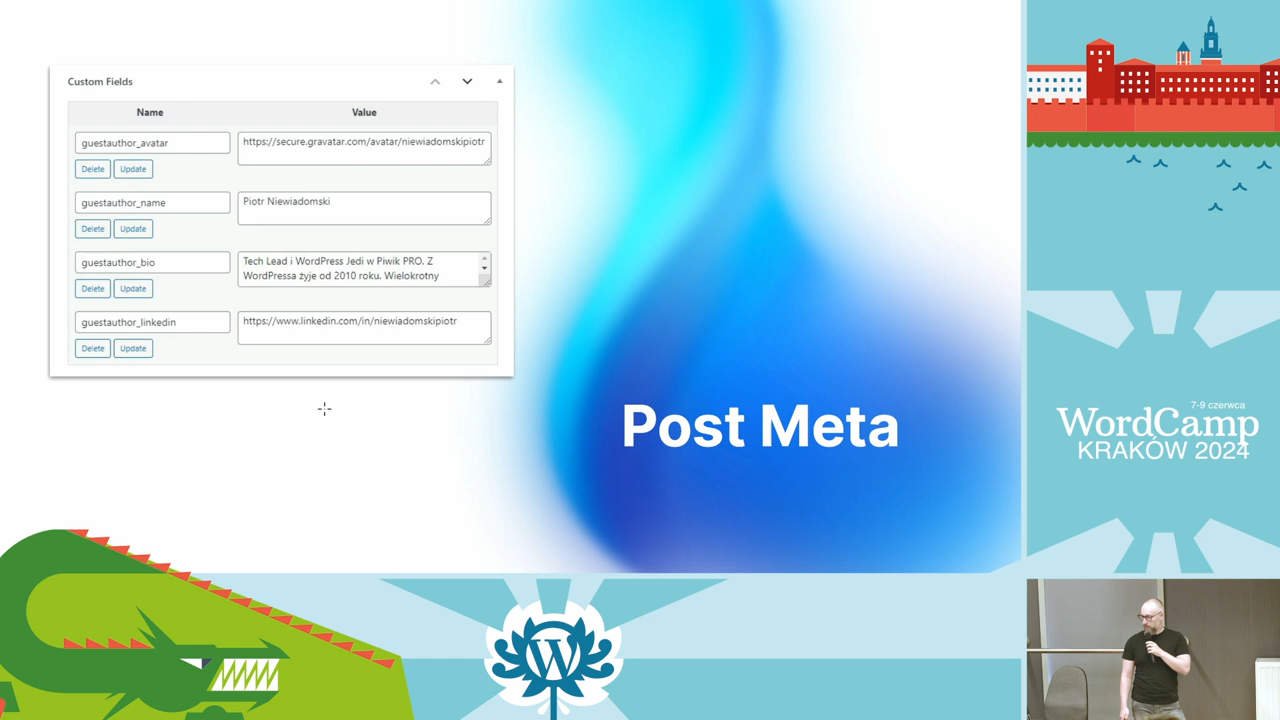 Custom Fields
Name
Value
guestauthor_avatar
https://secure.gravatar.com/avatar/niewiadomskipiotr
Delete
Update
guestauthor_name
Piotr Niewiadomski
Delete
Update
guestauthor_bio
Tech Lead i WordPress Jedi w Piwik PRO. Z
WordPressa żyje od 2010 roku. Wielokrotny
Delete
Update
guestauthor_linkedin
https://www.linkedin.com/in/niewiadomskipiotr
Delete
Update
Post Meta
7-9 czerwca
WordCamp
KRAKÓW 2024
W